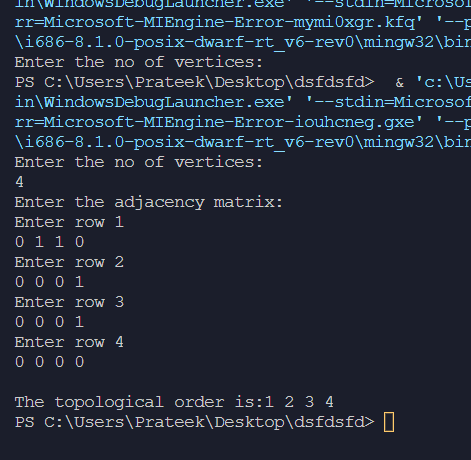 in\WindowsDebugLauncher.exe' '--stdin=Microsof
rr=Microsoft-MIEngine-Error-mymi0xgr.kfq' '--p
\i686-8.1.0-posix-dwarf-rt_v6-rev0\mingw32\bin
Enter the no of vertices:
PS C:\Users\Prateek\Desktop\dsfdsfd>  & 'c:\Us
in\WindowsDebugLauncher.exe' '--stdin=Microsof
rr=Microsoft-MIEngine-Error-iouhcneg.gxe' '--p
\i686-8.1.0-posix-dwarf-rt_v6-rev0\mingw32\bin
Enter the no of vertices:
4
Enter the adjacency matrix:
Enter row 1
0 1 1 0
Enter row 2
0 0 0 1
Enter row 3
0 0 0 1
Enter row 4
0 0 0 0
The topological order is:1 2 3 4
PS C:\Users\Prateek\Desktop\dsfdsfd>